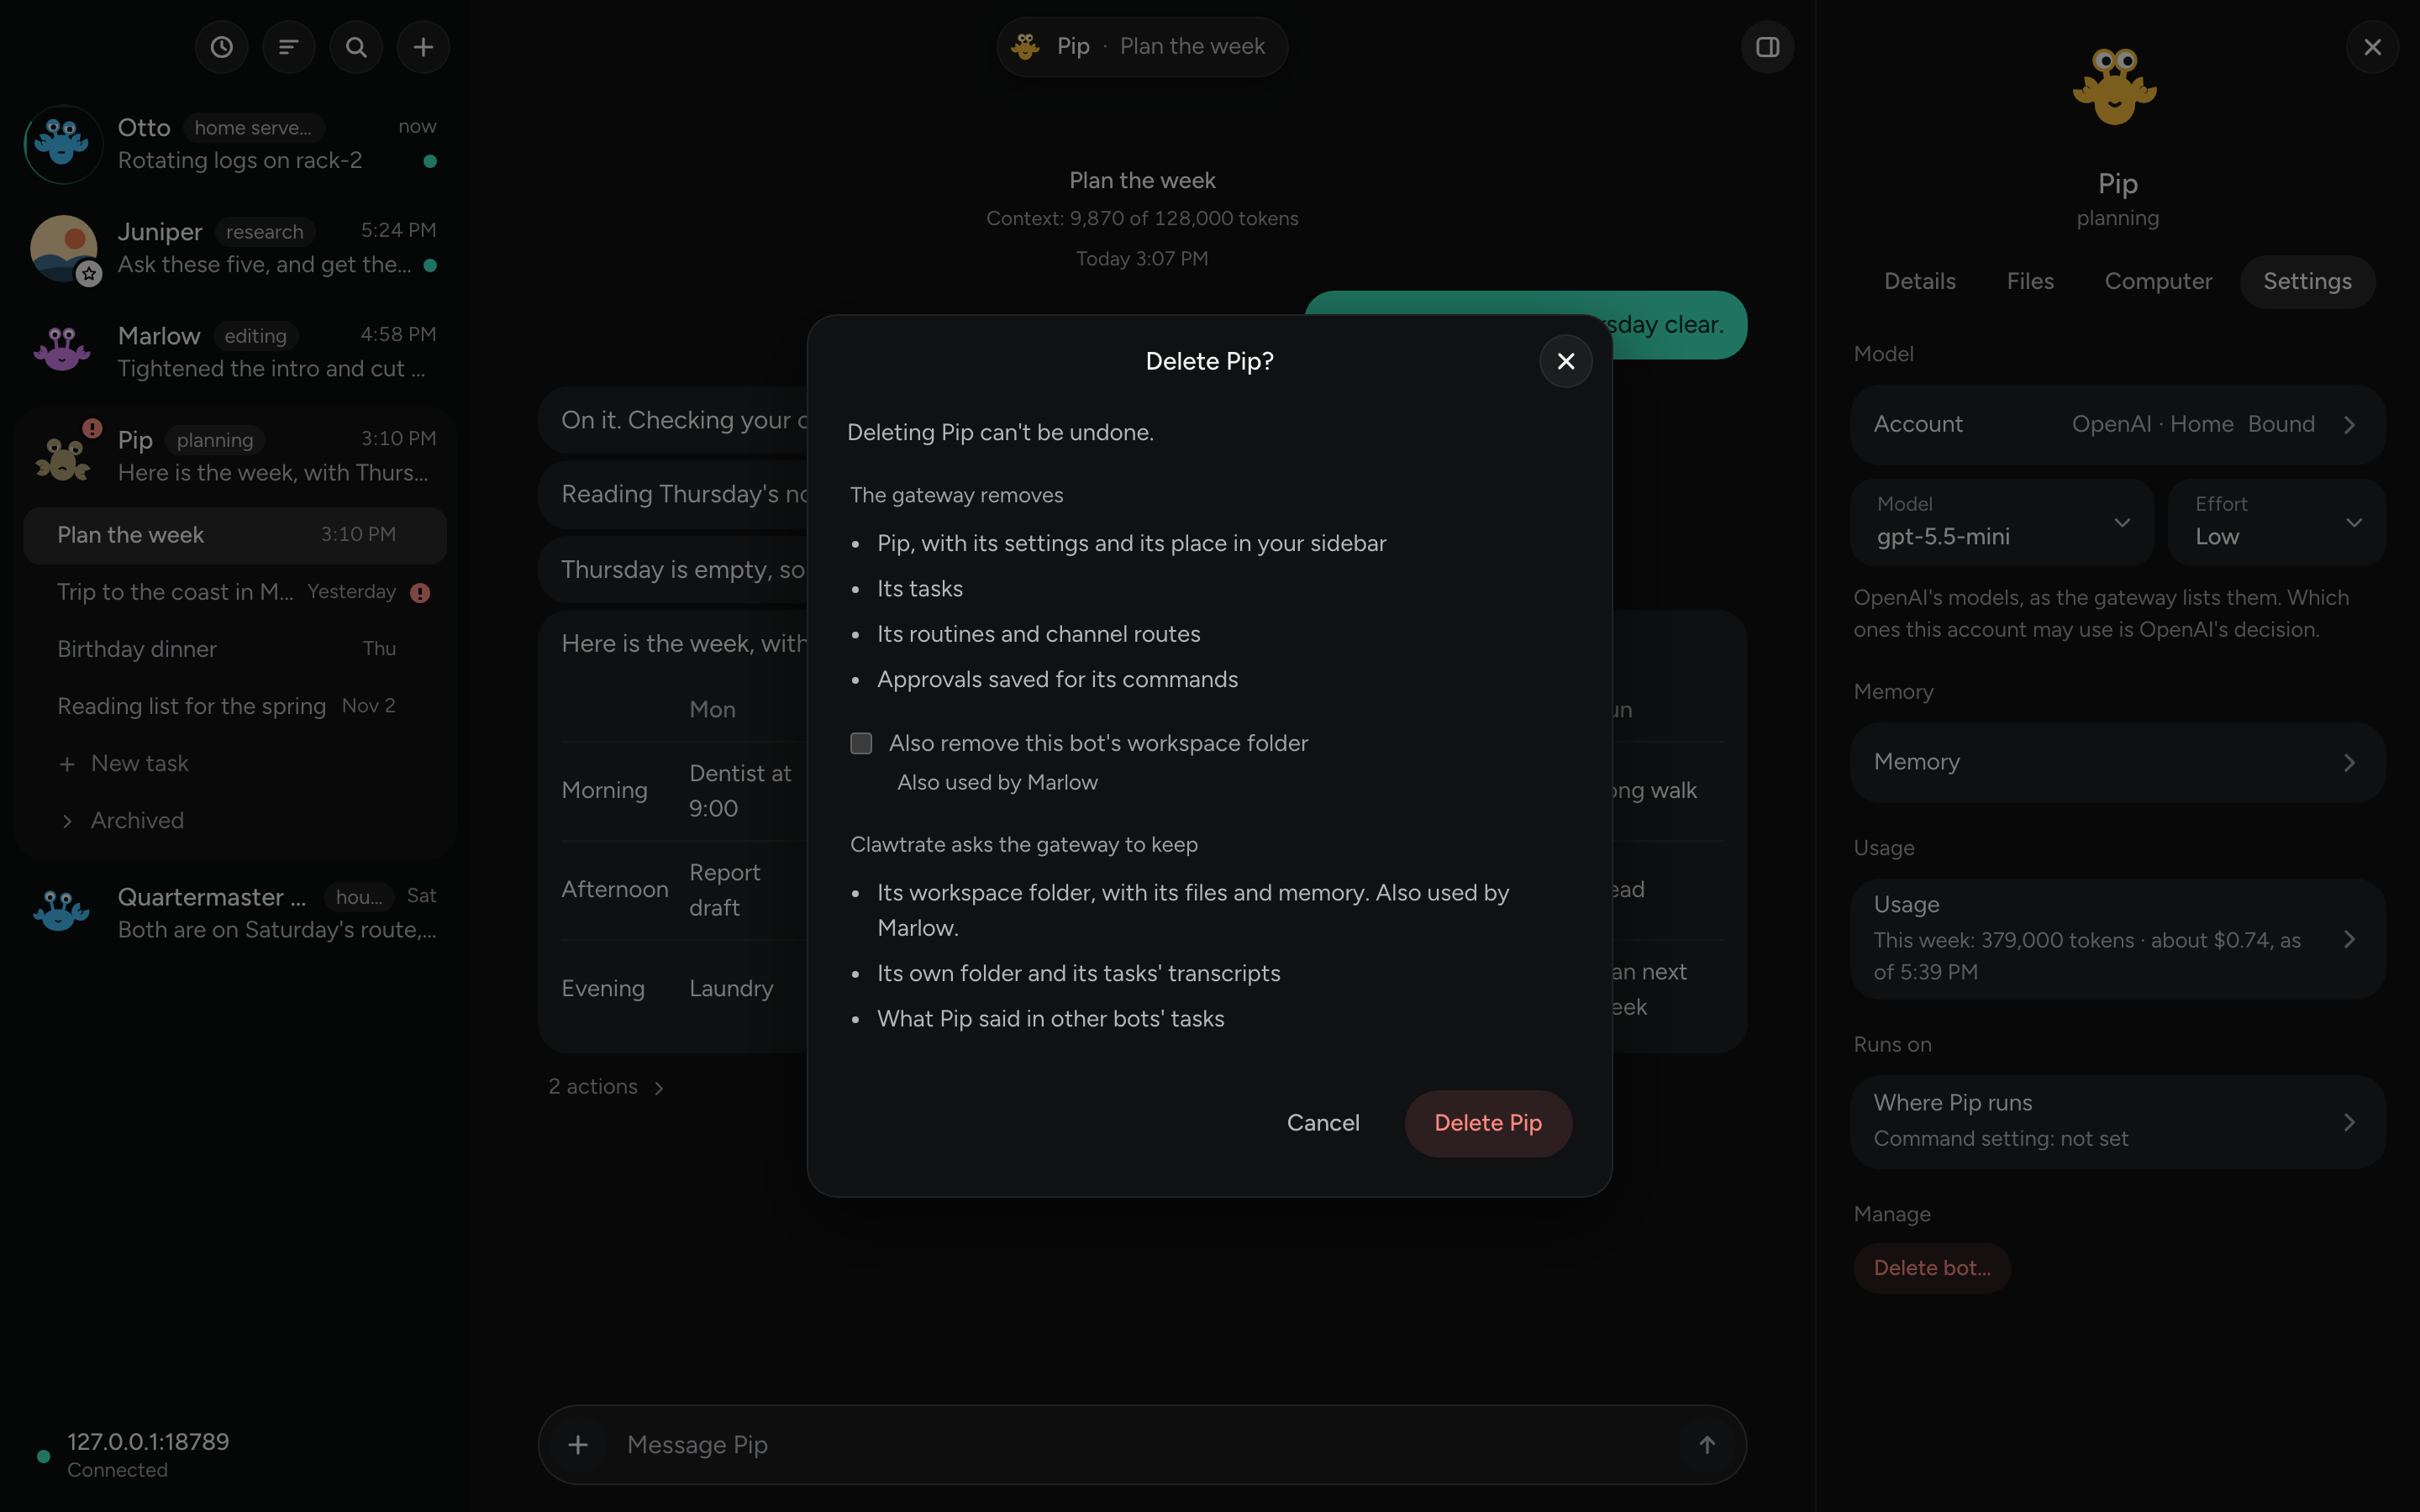 Otto home serve... now
Rotating logs on rack-2
Juniper research 5:24 PM
Ask these five, and get the...
Marlow editing 4:58 PM
Tightened the intro and cut ...
Pip planning 3:10 PM
Here is the week, with Thurs...
Plan the week 3:10 PM
Trip to the coast in M... Yesterday
Birthday dinner Thu
Reading list for the spring Nov 2
New task
Archived
Quartermaster ... hou... Sat
Both are on Saturday's route,...
127.0.0.1:18789
Connected
Pip · Plan the week
Plan the week
Context: 9,870 of 128,000 tokens
Today 3:07 PM
clear.
On it. Checking your
Reading Thursday's
Thursday is empty, so
Here is the week, with
Mon
Morning
Dentist at
9:00
walk
Afternoon
Report
draft
Evening
Laundry
next
2 actions
Message Pip
Delete Pip?
Deleting Pip can't be undone.
The gateway removes
• Pip, with its settings and its place in your sidebar
• Its tasks
• Its routines and channel routes
• Approvals saved for its commands
Also remove this bot's workspace folder
Also used by Marlow
Clawtrate asks the gateway to keep
• Its workspace folder, with its files and memory. Also used by
Marlow.
• Its own folder and its tasks' transcripts
• What Pip said in other bots' tasks
Cancel
Delete Pip
Pip
planning
Details Files Computer Settings
Model
Account OpenAI · Home Bound
Model
gpt-5.5-mini
Effort
Low
OpenAI's models, as the gateway lists them. Which
ones this account may use is OpenAI's decision.
Memory
Memory
Usage
Usage
This week: 379,000 tokens · about $0.74, as
of 5:39 PM
Runs on
Where Pip runs
Command setting: not set
Manage
Delete bot...